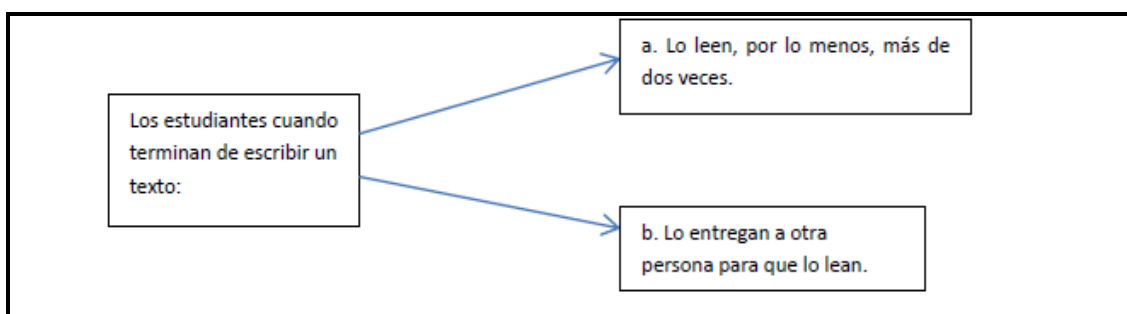 Los estudiantes cuando
terminan de escribir un
texto:
a. Lo leen, por lo menos, más de
dos veces.
b. Lo entregan a otra
persona para que lo lean.